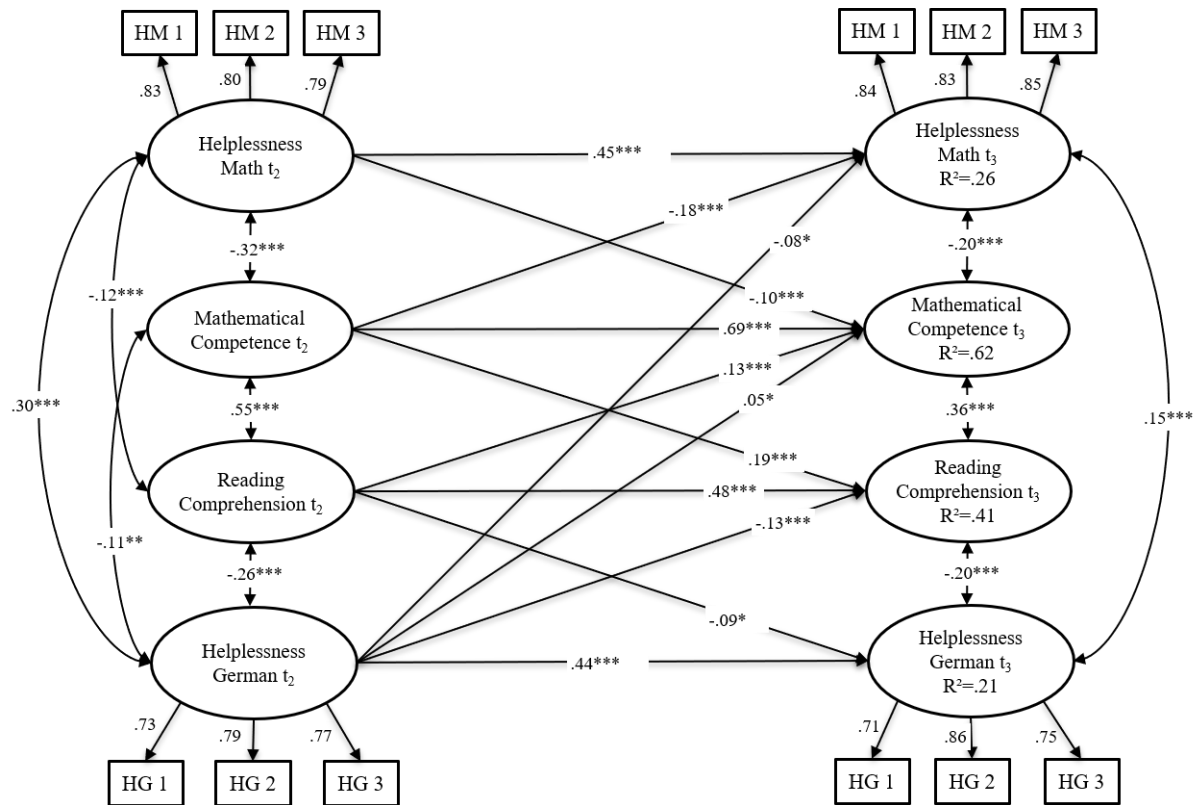 HM 1
HM 2
HM 3
.83
.80
.79
Helplessness
Math t₂
HM 1
HM 2
HM 3
.84
.83
.85
Helplessness
Math t₃
R²=.26
.45***
-.18***
-.08*
-.32***
-.20***
-.12***
Mathematical
Competence t₂
-.10***
.69***
.13***
.05*
Mathematical
Competence t₃
R²=.62
.30***
.55***
.36***
.15***
Reading
Comprehension t₂
.19***
.48***
-.13***
Reading
Comprehension t₃
R²=.41
-.11**
-.26***
-.20***
-.09*
Helplessness
German t₂
.44***
Helplessness
German t₃
R²=.21
.73
.79
.77
HG 1
HG 2
HG 3
.71
.86
.75
HG 1
HG 2
HG 3